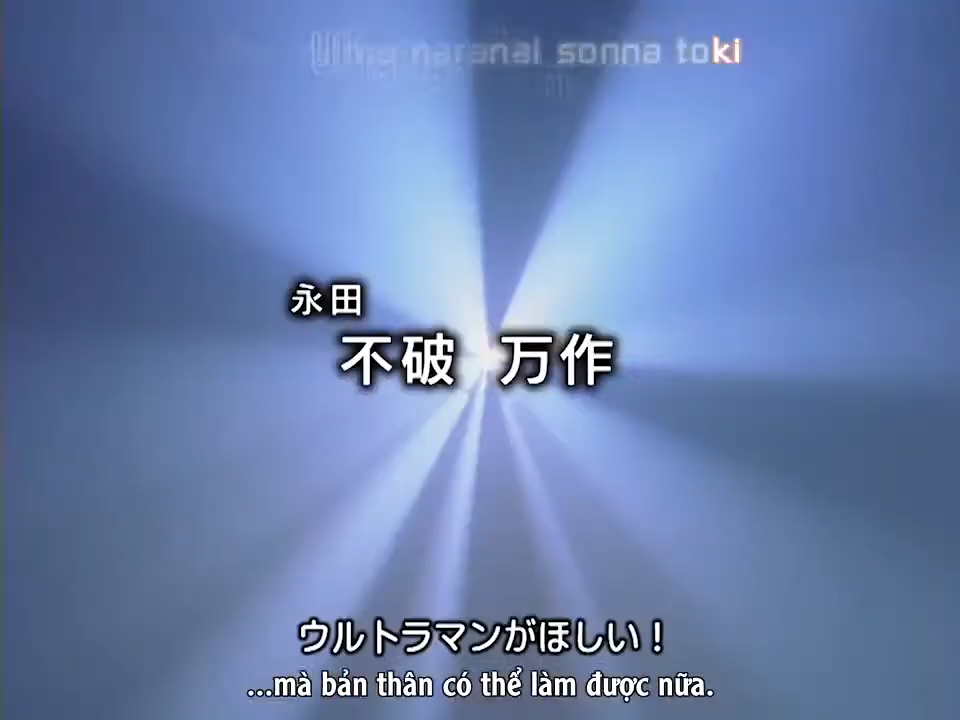 naranai sonna toki
永田
不破 万作
ウルトラマンがほしい！
...mà bản thân có thể làm được nữa.